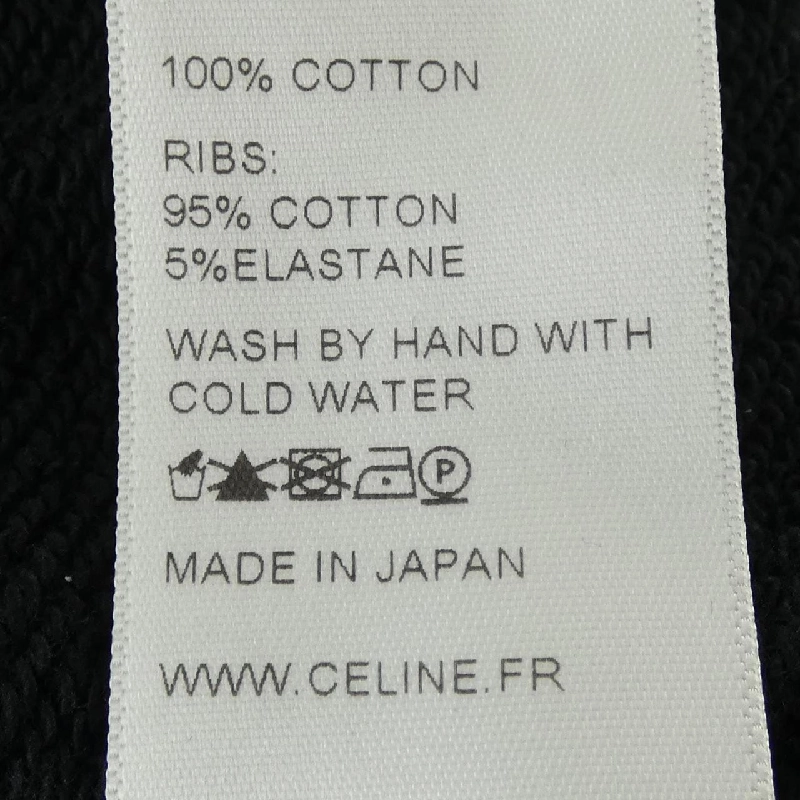 100% COTTON
RIBS:
95% COTTON
5%ELASTANE
WASH BY HAND WITH
COLD WATER
P
MADE IN JAPAN
WWW.CELINE.FR